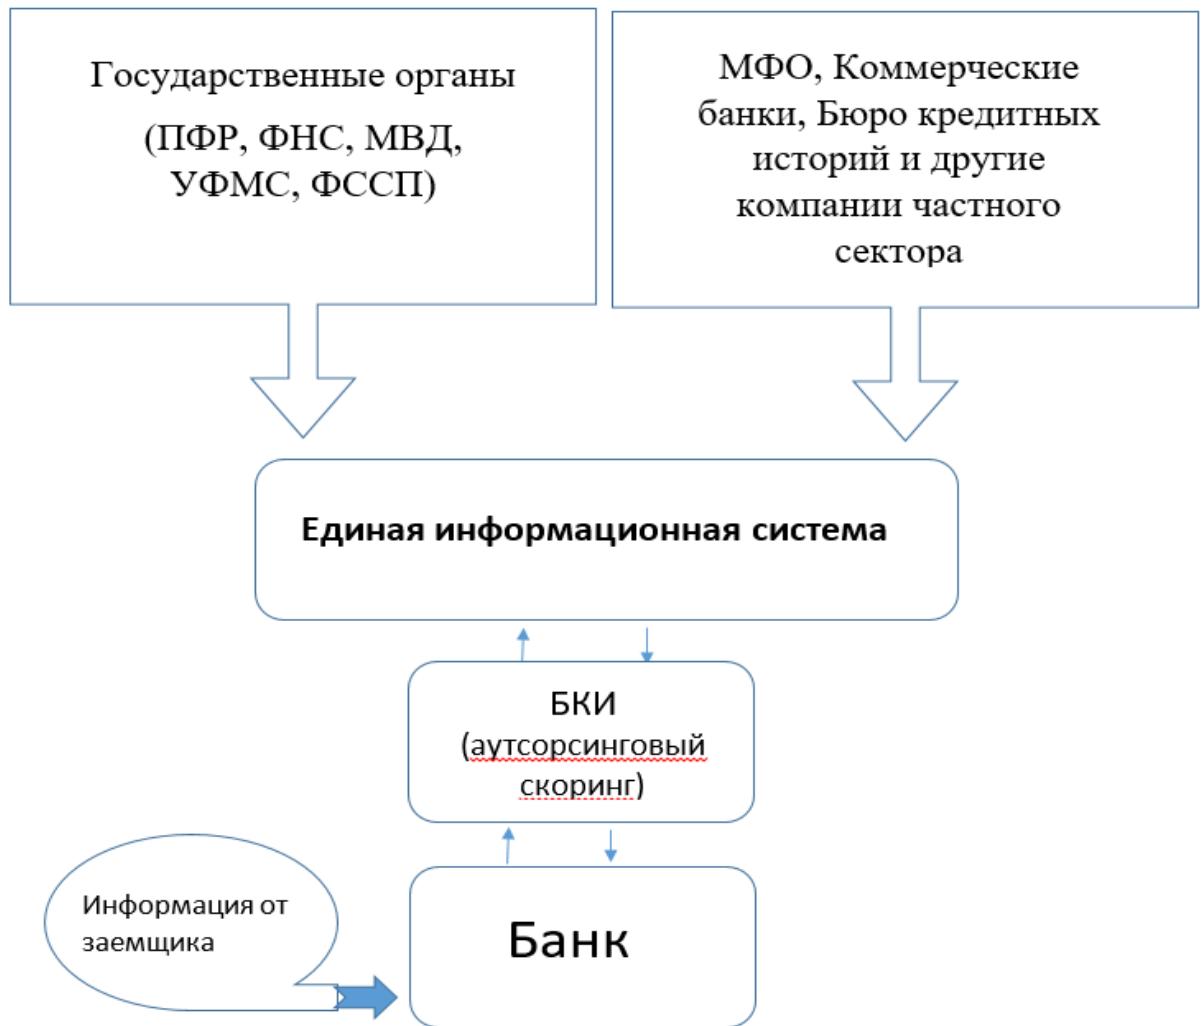 Государственные органы
(ПФР, ФНС, МВД,
УФМС, ФССП)
МФО, Коммерческие
банки, Бюро кредитных
историй и другие
компании частного
сектора
Единая информационная система
БКИ
(аутсорсинговый
скоринг)
Информация от
заемщика
Банк